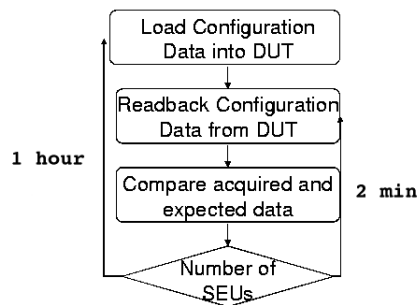 Load Configuration
Data into DUT
Readback Configuration
Data from DUT
1 hour
Compare acquired and
expected data
2 min
Number of
SEUs